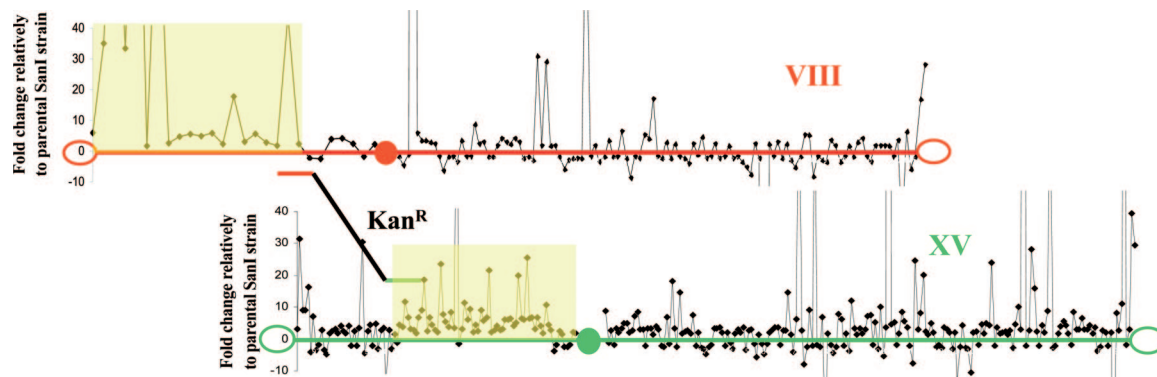 Fold change relatively
to parental SanI strain
40
30
20
10
0
-10
VIII
Kan^R
Fold change relatively
to parental SanI strain
40
30
20
10
0
-10
XV